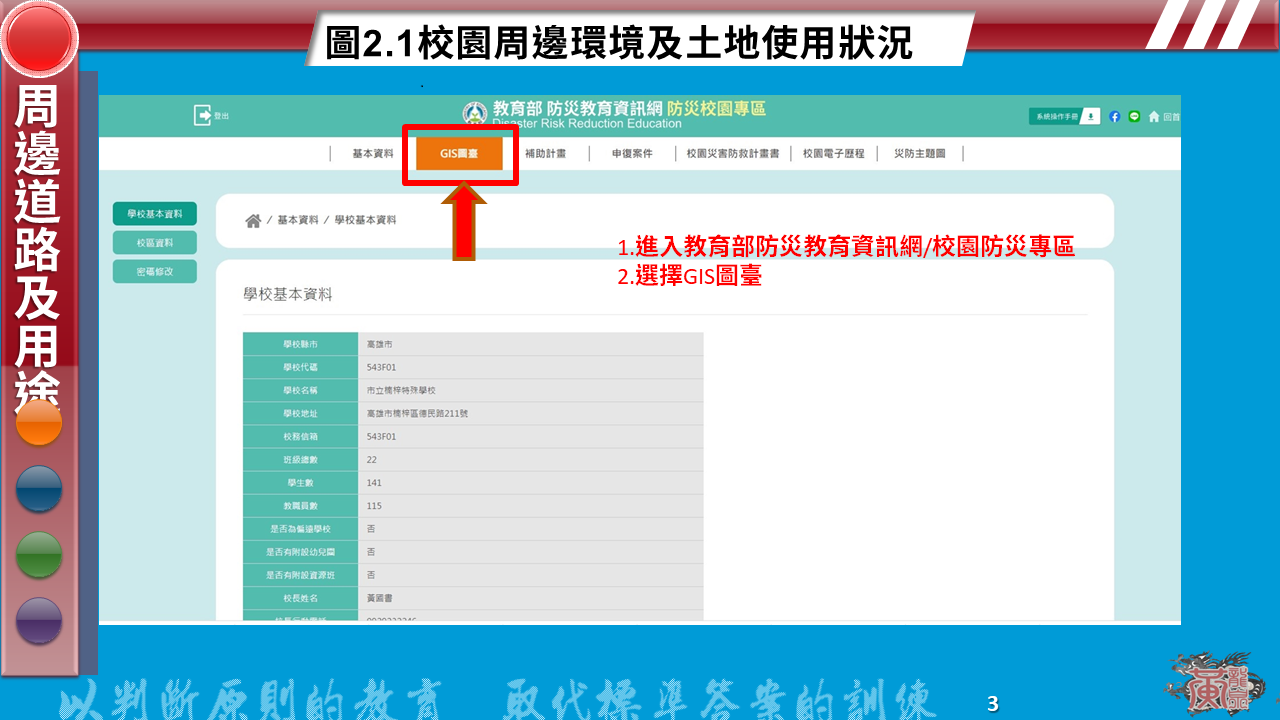 圖2.1校園周邊環境及土地使用狀況
周邊道路及用途
登出
教育部 防災教育資訊網 防災校園專區
Disaster Risk Reduction Education
系統操作手冊
回首
基本資料
GIS圖臺
補助計畫
申復案件
校園災害防救計畫書
校園電子歷程
災防主題圖
學校基本資料
校區資料
密碼修改
/ 基本資料 / 學校基本資料
1.進入教育部防災教育資訊網/校園防災專區
2.選擇GIS圖臺
學校基本資料
學校縣市 高雄市
學校代碼 543F01
學校名稱 市立楠梓特殊學校
學校地址 高雄市楠梓區德民路211號
校務信箱 543F01
班級總數 22
學生數 141
教職員數 115
是否為偏遠學校 否
是否有附設幼兒園 否
是否有附設資源班 否
校長姓名
以判斷原則的教育 取代標準答案的訓練
3